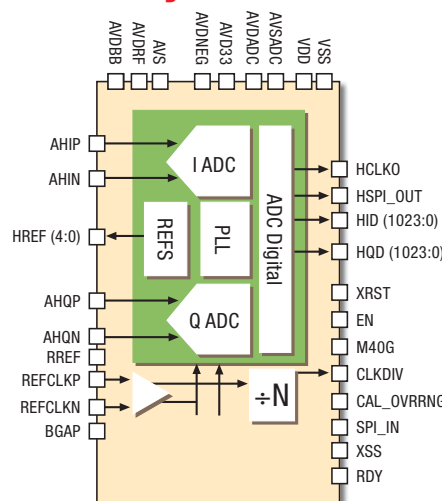 AVDBB
AVDRF
AVS
AVDNEG
AVD33
AVDADC
AVSADC
VDD
VSS
AHIP
AHIN
HREF (4:0)
AHQP
AHQN
RREF
REFCLKP
REFCLKN
BGAP
I ADC
REFS
PLL
ADC Digital
Q ADC
÷N
HCLKO
HSPI_OUT
HID (1023:0)
HQD (1023:0)
XRST
EN
M40G
CLKDIV
CAL_OVRRNG
SPI_IN
XSS
RDY